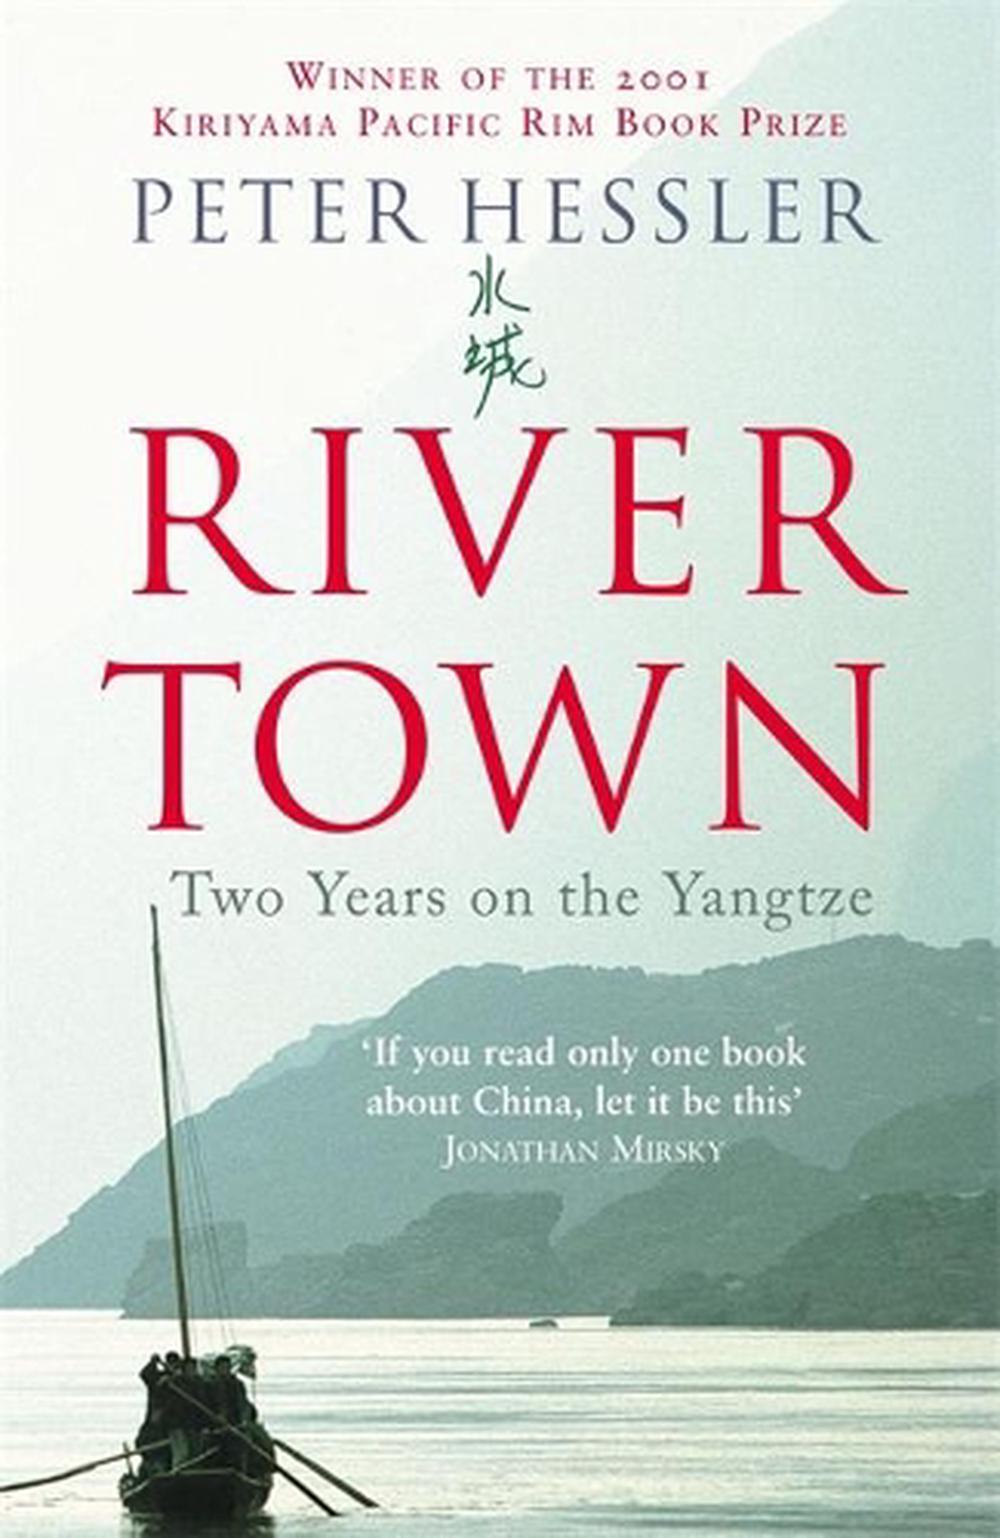 WINNER OF THE 2001
KIRIYAMA PACIFIC RIM BOOK PRIZE
PETER HESSLER
水
城
RIVER
TOWN
Two Years on the Yangtze
‘If you read only one book
about China, let it be this’
JONATHAN MIRSKY